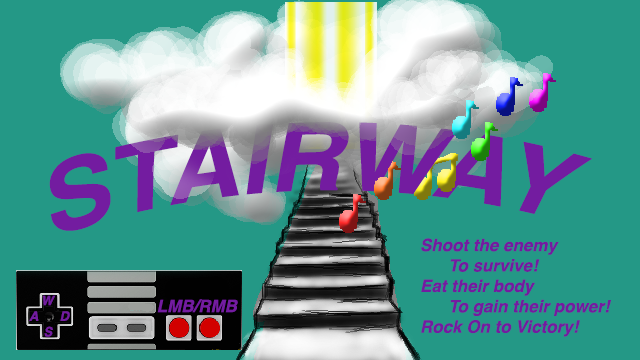 STAIRWAY
Shoot the enemy
To survive!
Eat their body
To gain their power!
Rock On to Victory!
LMB/RMB
W
A D
S